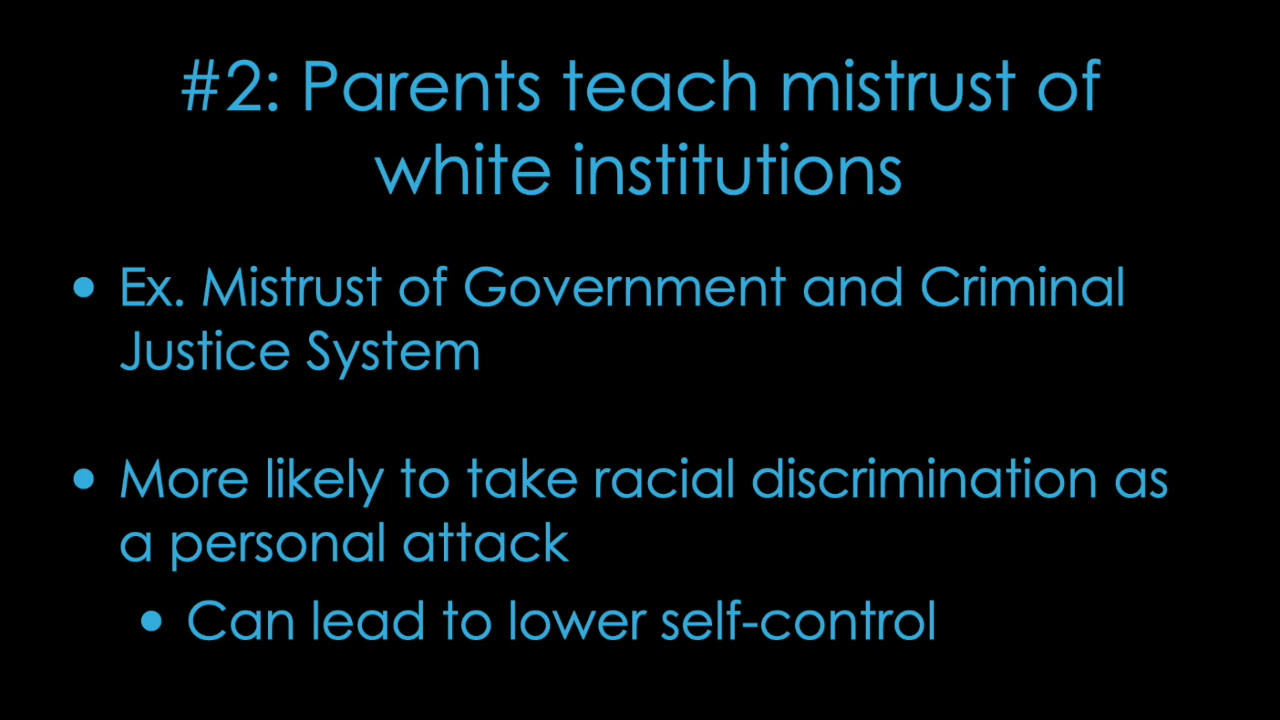 #2: Parents teach mistrust of
white institutions
• Ex. Mistrust of Government and Criminal
Justice System
• More likely to take racial discrimination as
a personal attack
• Can lead to lower self-control